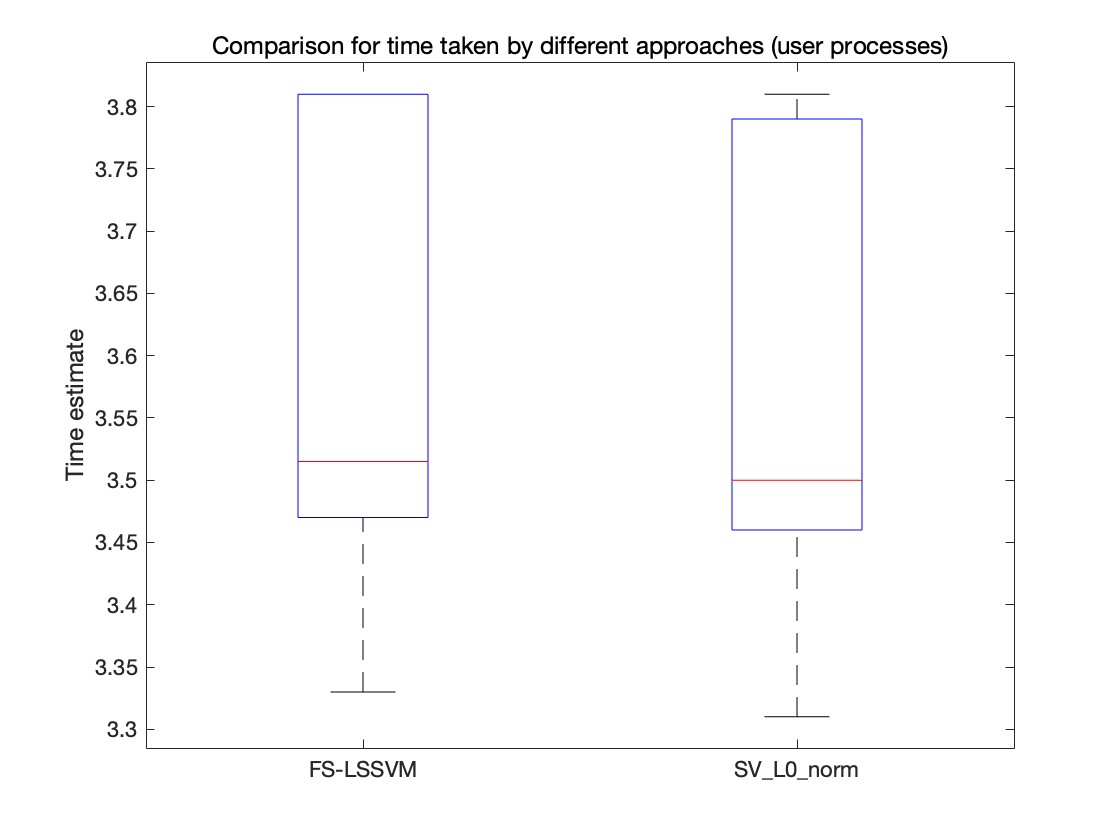 Comparison for time taken by different approaches (user processes)
3.8
3.75
3.7
3.65
3.6
3.55
3.5
3.45
3.4
3.35
3.3
Time estimate
FS-LSSVM
SV_L0_norm